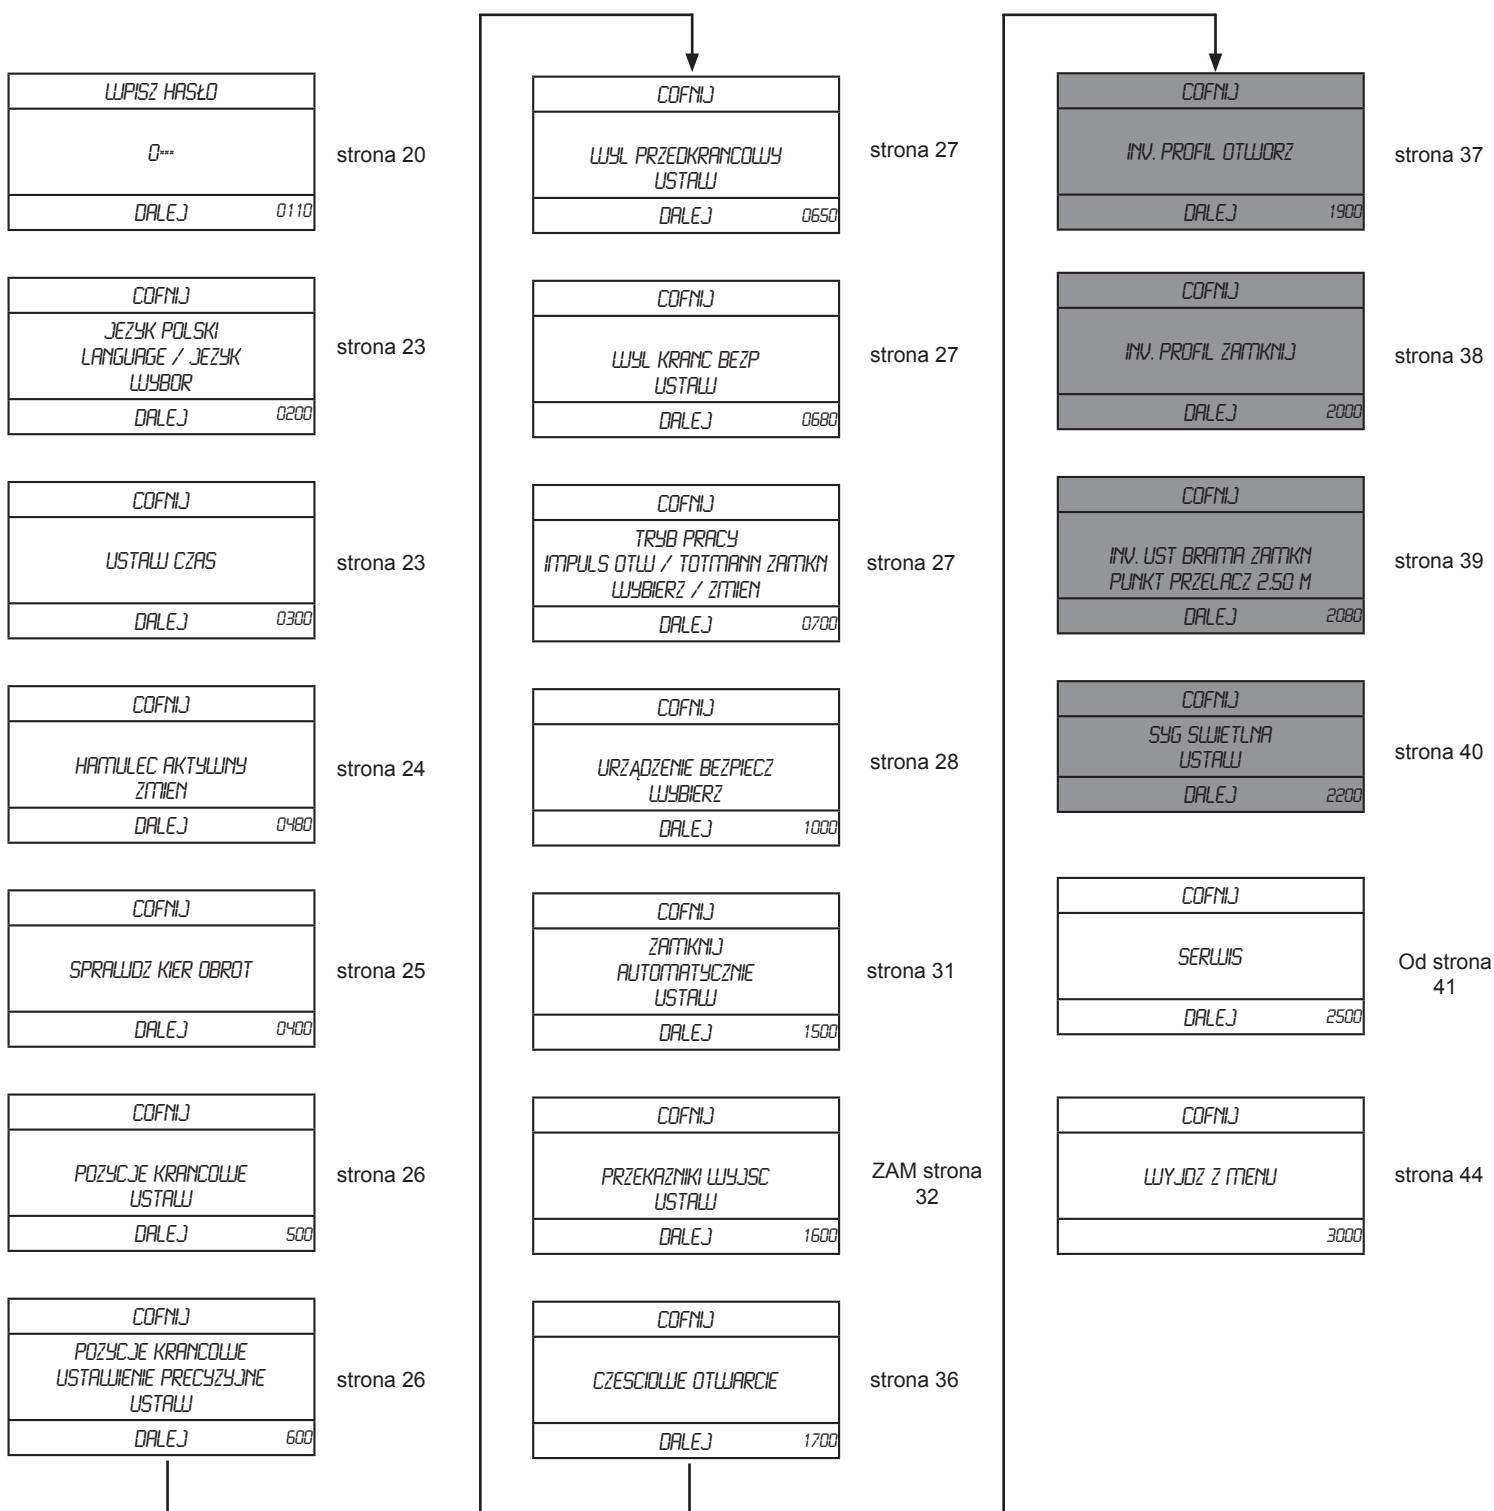 WPISZ HASŁO
0***
DALEJ 0110
strona 20
COFNIJ
JEZYK POLSKI
LANGUAGE / JEZYK
WYBOR
DALEJ 0200
strona 23
COFNIJ
USTAW CZAS
DALEJ 0300
strona 23
COFNIJ
HAMULEC AKTYWNY
ZMIEN
DALEJ 0480
strona 24
COFNIJ
SPRAWDZ KIER OBROT
DALEJ 0400
strona 25
COFNIJ
POZYCJE KRANCOWE
USTAW
DALEJ 500
strona 26
COFNIJ
POZYCJE KRANCOWE
USTAWIENIE PRECYZYJNE
USTAW
DALEJ 600
strona 26
COFNIJ
WYL PRZEDKRANCOWY
USTAW
DALEJ 0650
strona 27
COFNIJ
WYL KRANC BEZP
USTAW
DALEJ 0680
strona 27
COFNIJ
TRYB PRACY
IMPULS OTW / TOTMANN ZAMKN
WYBIERZ / ZMIEN
DALEJ 0700
strona 27
COFNIJ
URZĄDZENIE BEZPIECZ
WYBIERZ
DALEJ 1000
strona 28
COFNIJ
ZAMKNIJ
AUTOMATYCZNIE
USTAW
DALEJ 1500
strona 31
COFNIJ
PRZEKAZNIKI WYJSC
USTAW
DALEJ 1600
ZAM strona
32
COFNIJ
CZESCIOWE OTWARCIE
DALEJ 1700
strona 36
COFNIJ
INV. PROFIL OTWORZ
DALEJ 1900
strona 37
COFNIJ
INV. PROFIL ZAMKNIJ
DALEJ 2000
strona 38
COFNIJ
INV. UST BRAMA ZAMKN
PUNKT PRZELACZ 2.50 M
DALEJ 2080
strona 39
COFNIJ
SYG SWIETLNA
USTAW
DALEJ 2200
strona 40
COFNIJ
SERWIS
DALEJ 2500
Od strona
41
COFNIJ
WYJDZ Z MENU
3000
strona 44